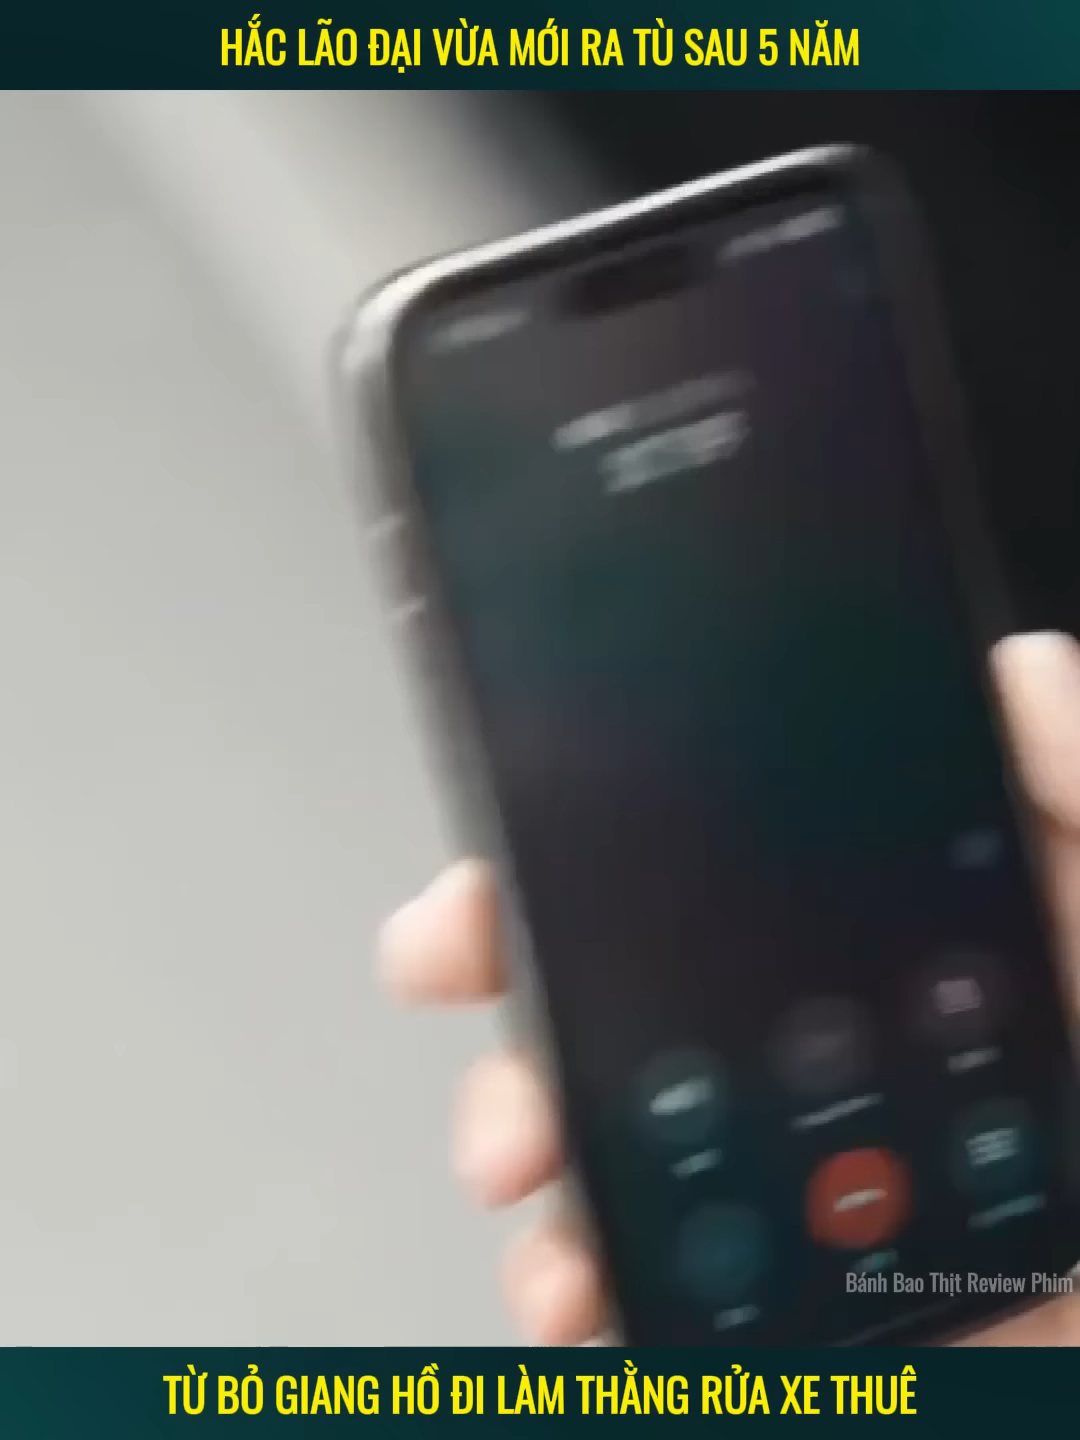 HẮC LÃO ĐẠI VỪA MỚI RA TÙ SAU 5 NĂM
Bánh Bao Thịt Review Phim
TỪ BỎ GIANG HỒ ĐI LÀM THẰNG RỬA XE THUÊ